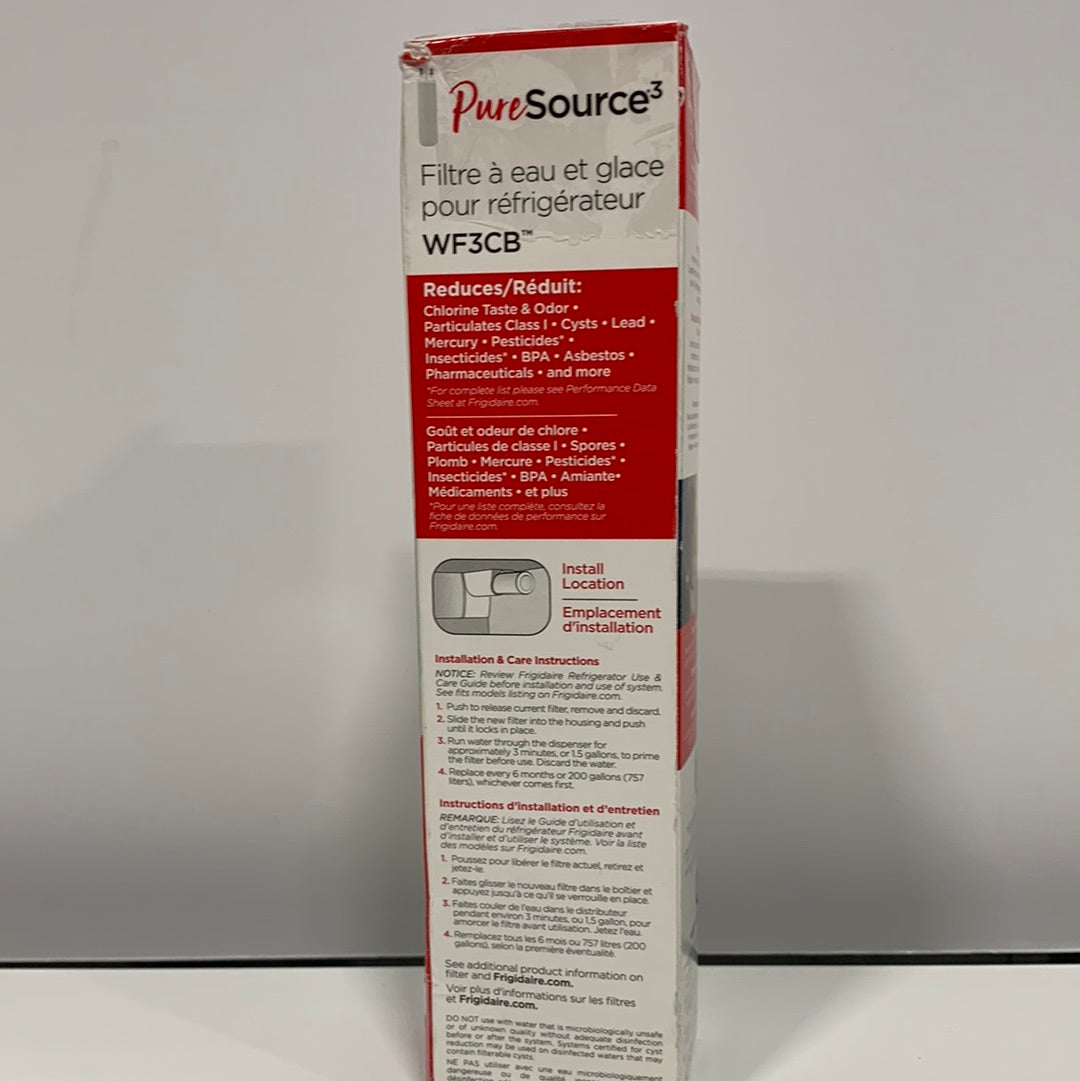 PureSource³
Filtre à eau et glace
pour réfrigérateur
WF3CB™
Reduces/Réduit:
Chlorine Taste & Odor •
Particulates Class I • Cysts • Lead •
Mercury • Pesticides* •
Insecticides* • BPA • Asbestos •
Pharmaceuticals • and more
*For complete list please see Performance Data
Sheet at Frigidaire.com.
Goût et odeur de chlore •
Particules de classe I • Spores •
Plomb • Mercure • Pesticides* •
Insecticides* • BPA • Amiante•
Médicaments • et plus
*Pour une liste complète, consultez la
fiche de données de performance sur
Frigidaire.com.
Install
Location
Emplacement
d'installation
Installation & Care Instructions
NOTICE: Review Frigidaire Refrigerator Use &
Care Guide before installation and use of system.
See fits models listing on Frigidaire.com.
1. Push to release current filter, remove and discard.
2. Slide the new filter into the housing and push
until it locks in place.
3. Run water through the dispenser for
approximately 3 minutes, or 1.5 gallons, to prime
the filter before use. Discard the water.
4. Replace every 6 months or 200 gallons (757
liters), whichever comes first.
Instructions d'installation et d'entretien
REMARQUE: Lisez le Guide d'utilisation et
d'entretien du réfrigérateur Frigidaire avant
d'installer et d'utiliser le système. Voir la liste
des modèles sur Frigidaire.com.
1. Poussez pour libérer le filtre actuel, retirez et
jetez-le.
2. Faites glisser le nouveau filtre dans le boîtier et
appuyez jusqu'à ce qu'il se verrouille en place.
3. Faites couler de l'eau dans le distributeur
pendant environ 3 minutes, ou 1,5 gallon, pour
amorcer le filtre avant utilisation. Jetez l'eau.
4. Remplacez tous les 6 mois ou 757 litres (200
gallons), selon la première éventualité.
See additional product information on
filter and Frigidaire.com.
Voir plus d'informations sur les filtres
et Frigidaire.com.
DO NOT use with water that is microbiologically unsafe
or of unknown quality without adequate disinfection
before or after the system. Systems certified for cyst
reduction may be used on disinfected waters that may
contain filterable cysts.
NE PAS utiliser avec une eau microbiologiquement
dangereuse ou de qualité